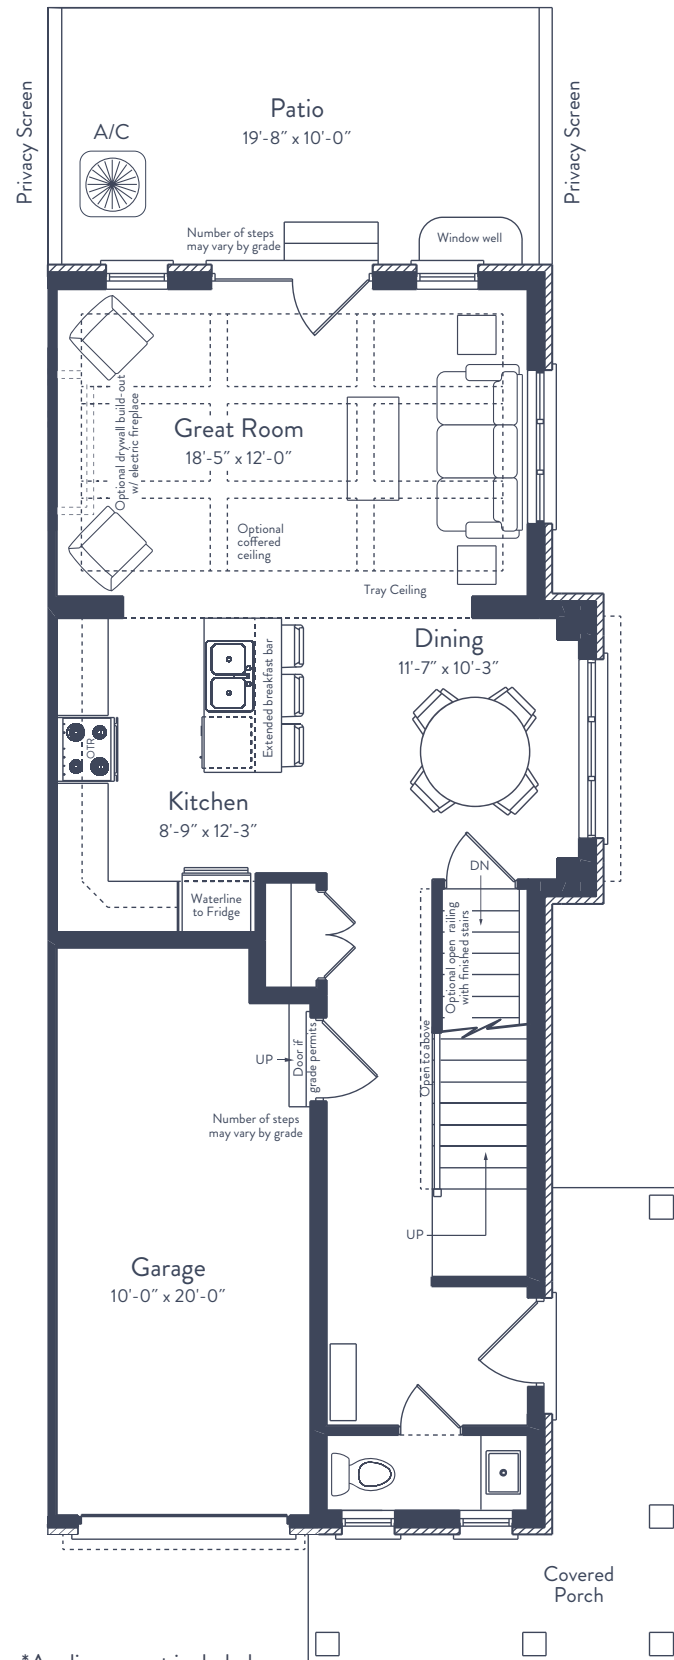 Privacy Screen
Privacy Screen
Patio
19'-8″ x 10'-0″
A/C
Number of steps
may vary by grade
Window well
Great Room
18'-5″ x 12'-0″
Optional drywall build-out
w/ electric fireplace
Optional
coffered
ceiling
Tray Ceiling
Dining
11'-7″ x 10'-3″
Extended breakfast bar
OTR
Kitchen
8'-9″ x 12'-3″
Waterline
to Fridge
DN
Optional open railing
with finished stairs
Open to above
UP
Door if
grade permits
Number of steps
may vary by grade
UP
Garage
10'-0″ x 20'-0″
Covered
Porch